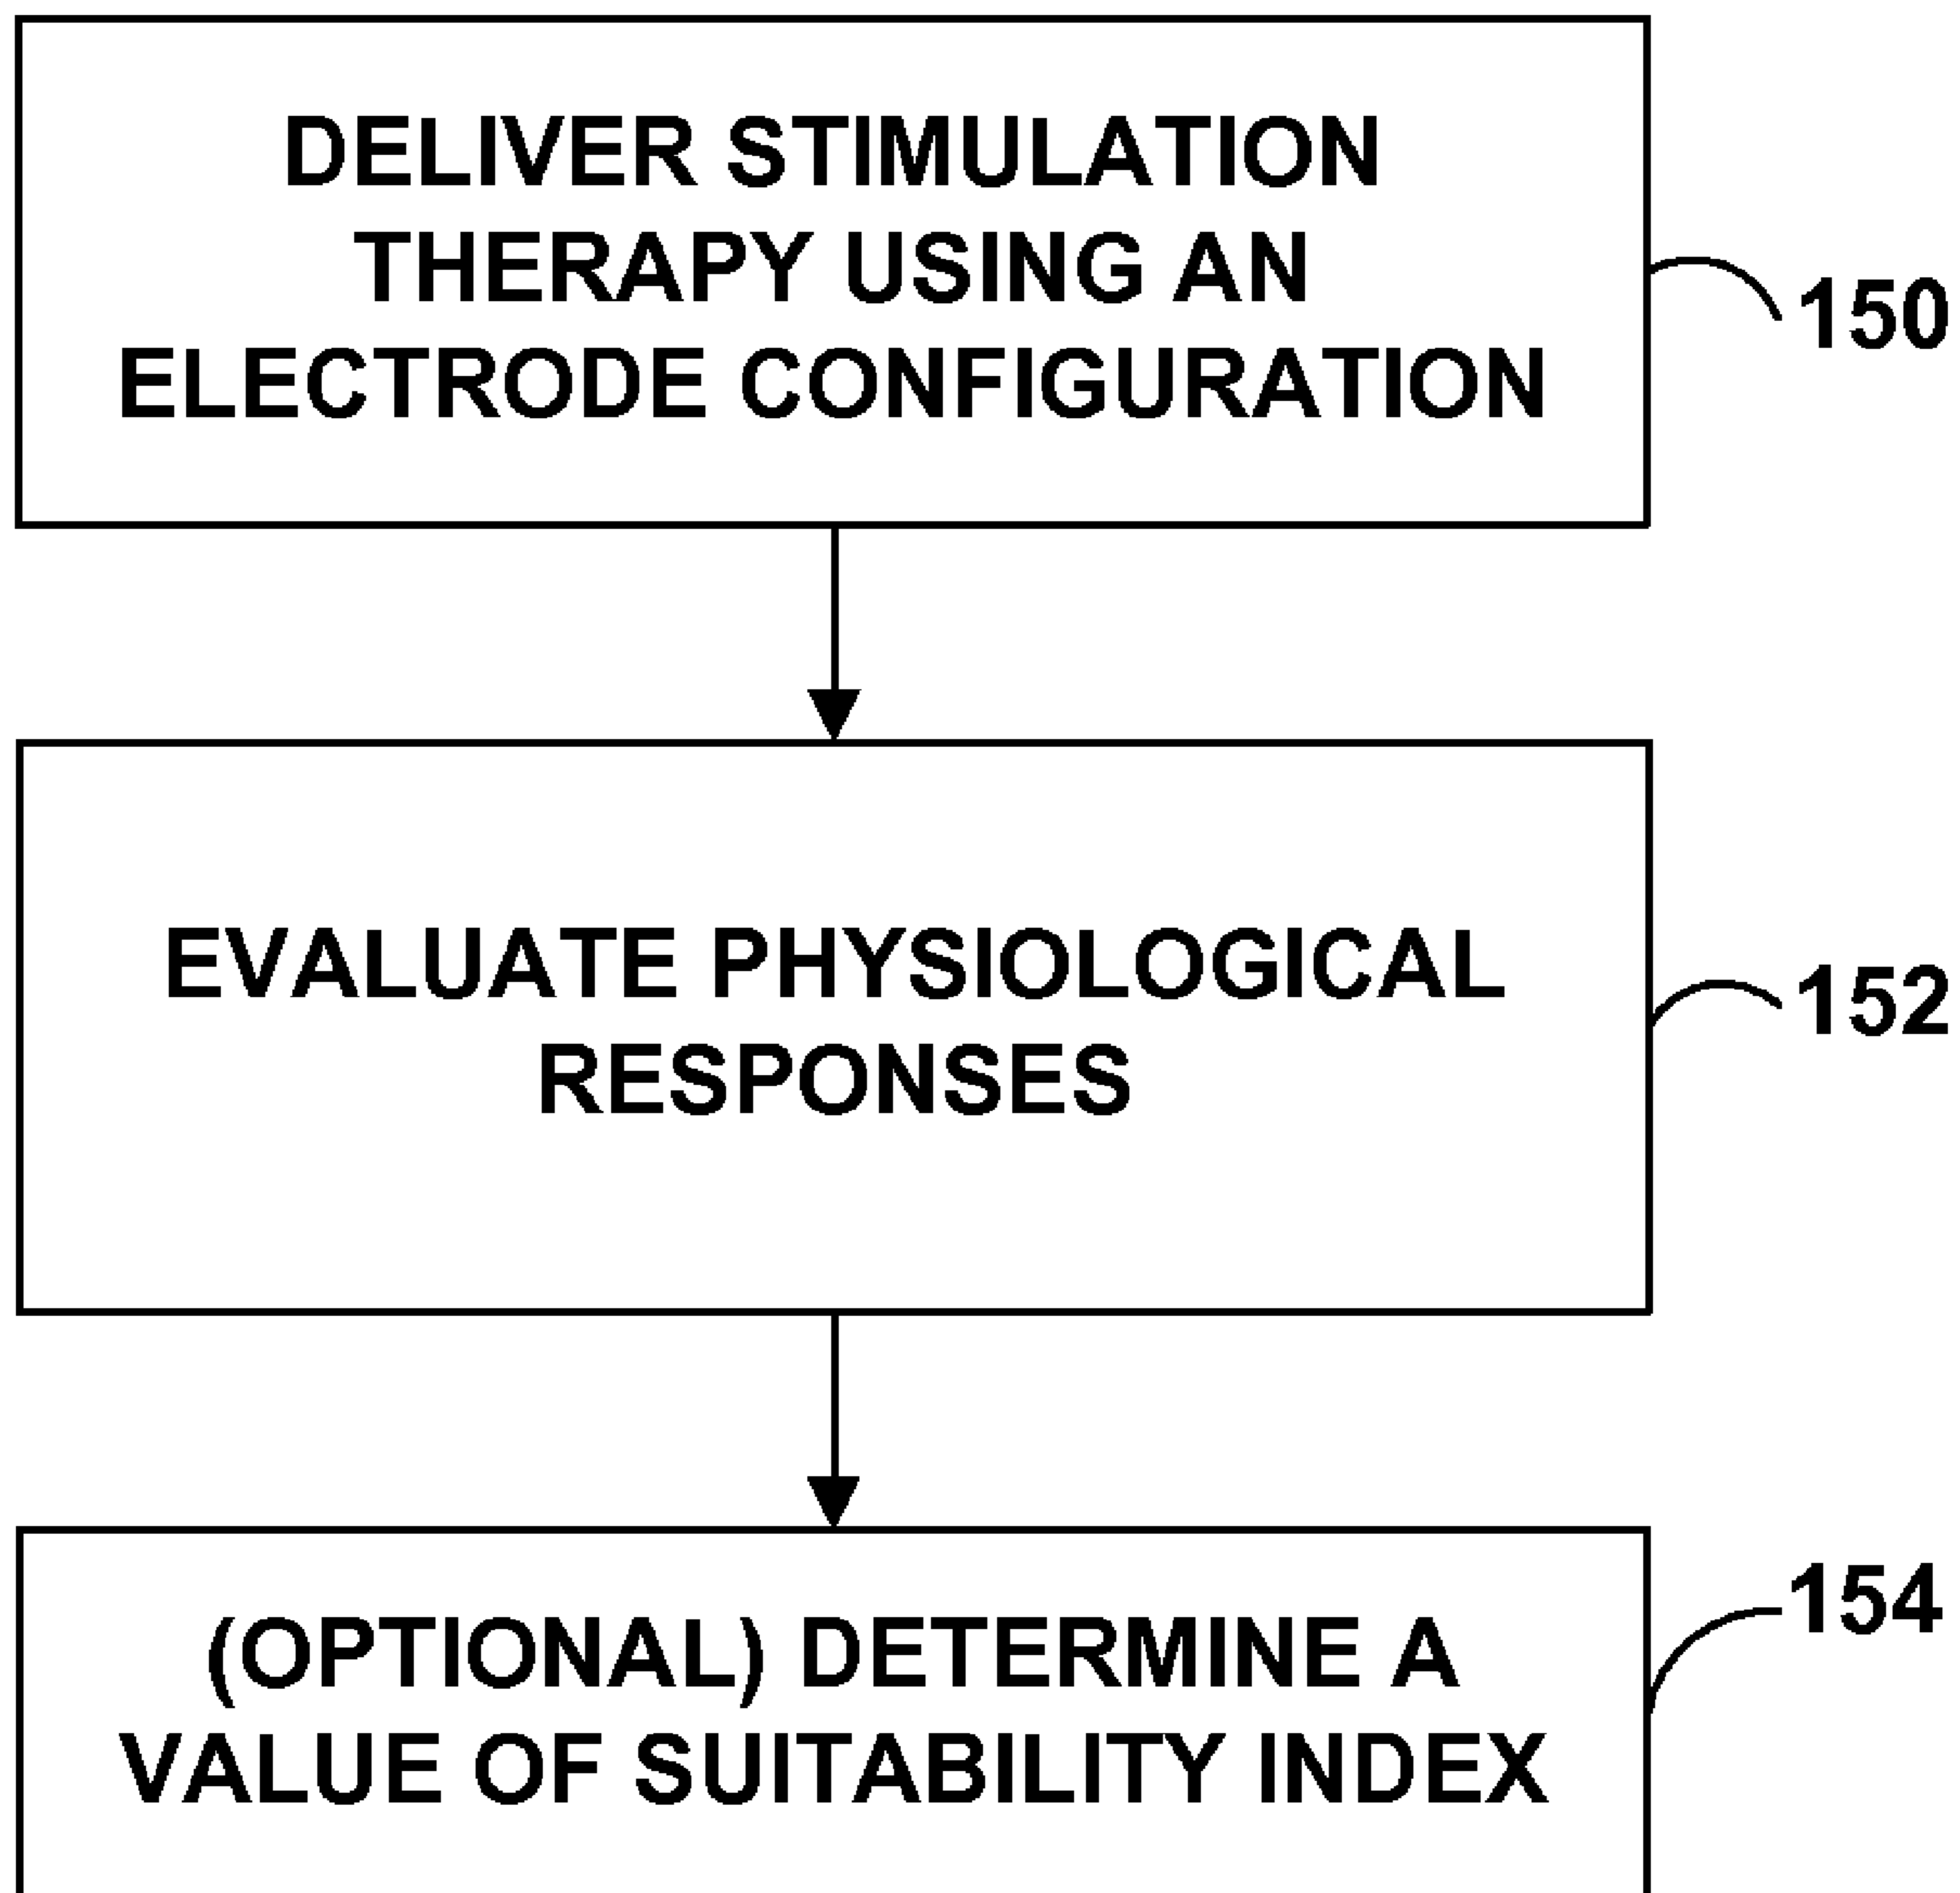 DELIVER STIMULATION
THERAPY USING AN
ELECTRODE CONFIGURATION
150
EVALUATE PHYSIOLOGICAL
RESPONSES
152
(OPTIONAL) DETERMINE A
VALUE OF SUITABILITY INDEX
154